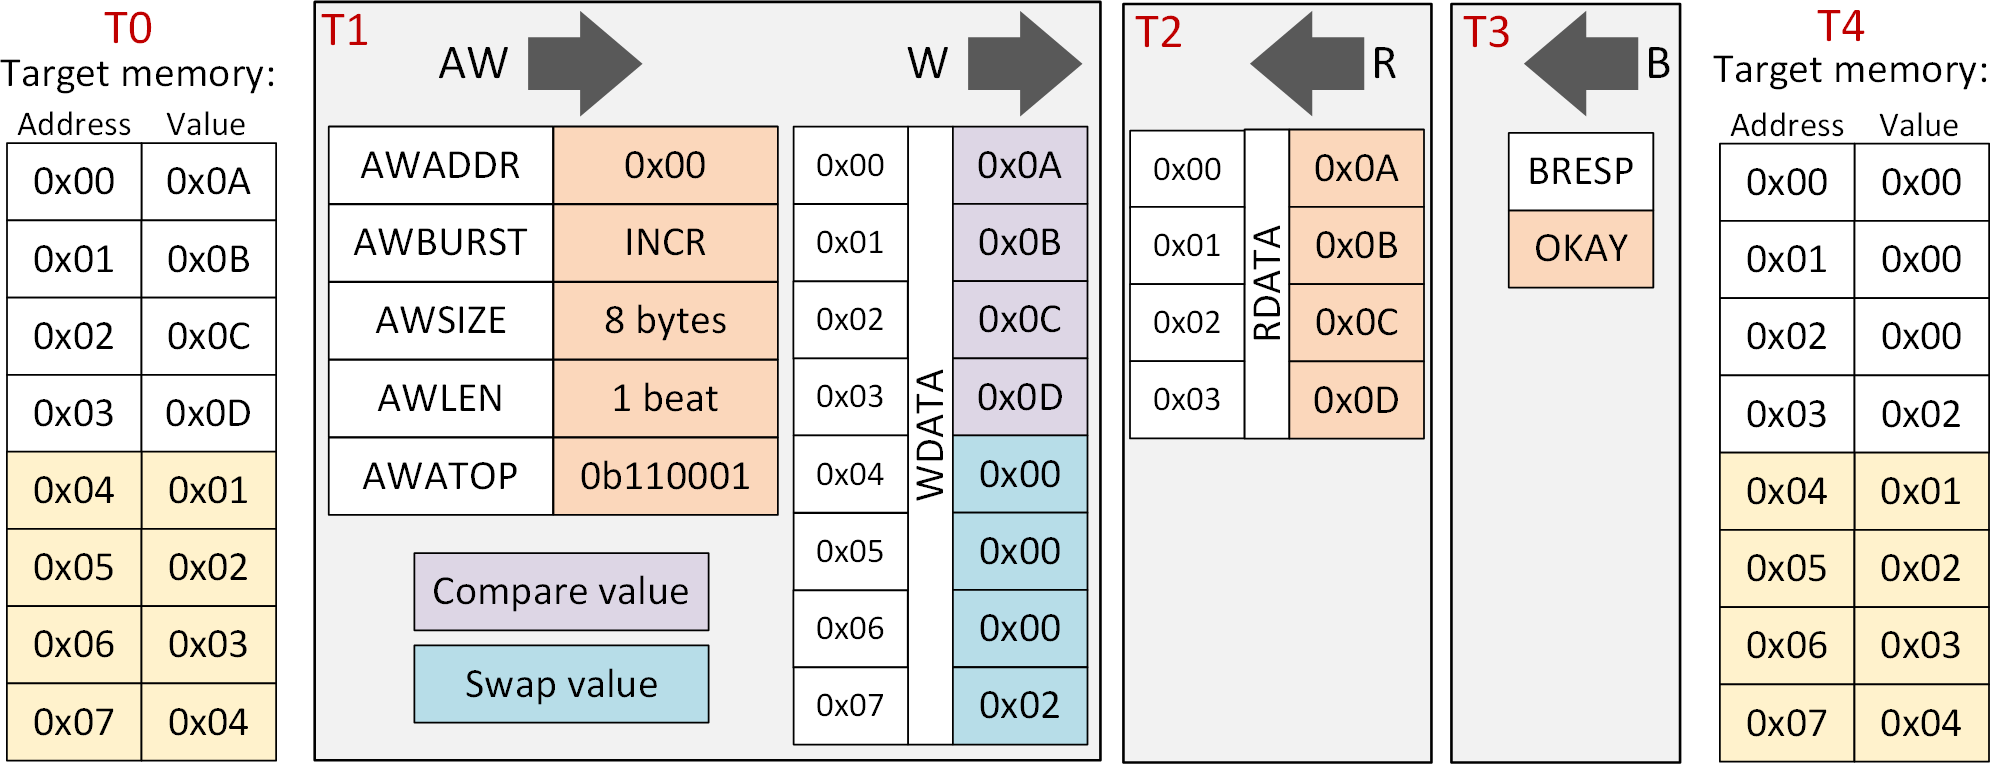 T0
Target memory:
Address Value
0x00 0x0A
0x01 0x0B
0x02 0x0C
0x03 0x0D
0x04 0x01
0x05 0x02
0x06 0x03
0x07 0x04
T1
AW
AWADDR 0x00
AWBURST INCR
AWSIZE 8 bytes
AWLEN 1 beat
AWATOP 0b110001
Compare value
Swap value
W
WDATA
0x00 0x0A
0x01 0x0B
0x02 0x0C
0x03 0x0D
0x04 0x00
0x05 0x00
0x06 0x00
0x07 0x02
T2
R
RDATA
0x00 0x0A
0x01 0x0B
0x02 0x0C
0x03 0x0D
T3
B
BRESP
OKAY
T4
Target memory:
Address Value
0x00 0x00
0x01 0x00
0x02 0x00
0x03 0x02
0x04 0x01
0x05 0x02
0x06 0x03
0x07 0x04